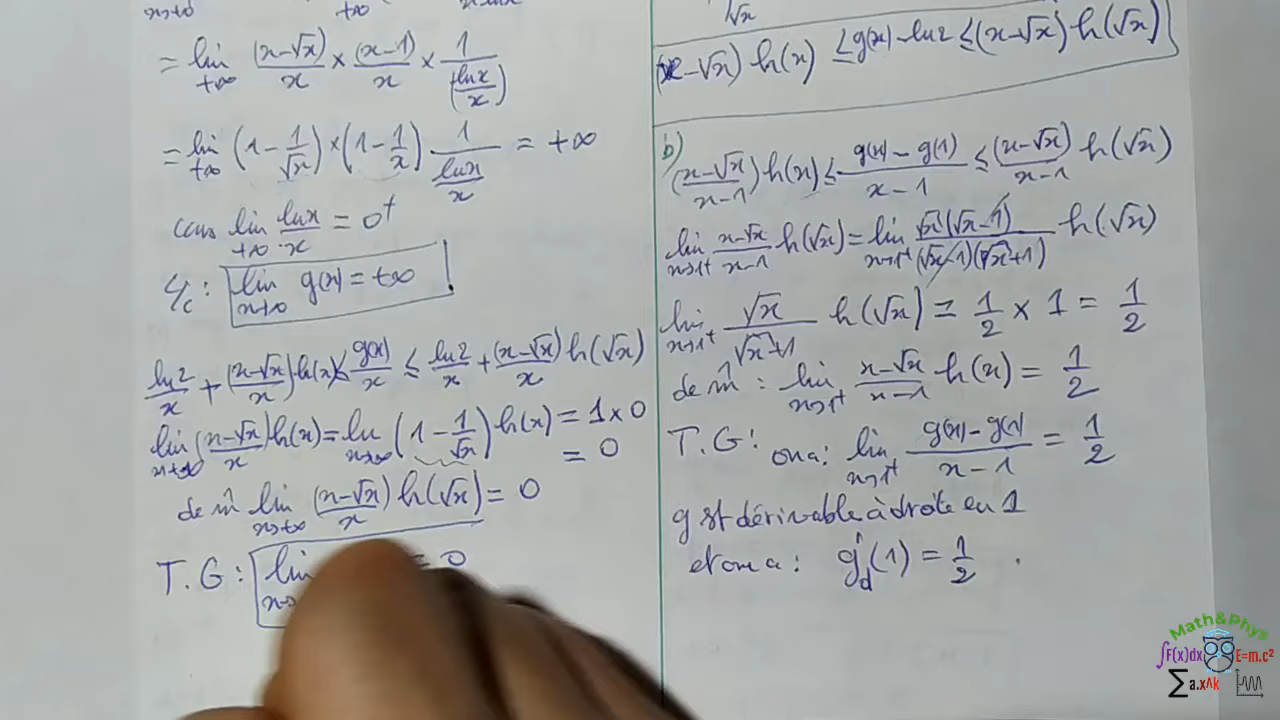 = lim (x-√x)/x × (x-1)/x × 1/(lnx/x)
+∞
= lim (1 - 1/√x) × (1 - 1/x) 1/(lnx/x) = +∞
+∞
car lim lnx/x = 0⁺
+∞
C/c : lim g(x) = +∞ !
x→+∞
ln2/x + (x-√x)/x h(x) ≤ g(x)/x ≤ ln2/x + (x-√x)/x h(√x)
lim (x-√x)/x h(x) = lim (1 - 1/√x) h(x) = 1 × 0
x→+∞ x→+∞ = 0
de m̂ lim (x-√x)/x h(√x) = 0
x→+∞
T.G : lim = 0
√x
(x-√x) h(x) ≤ g(x) - ln2 ≤ (x-√x) h(√x)
b)
(x-√x)/(x-1) h(x) ≤ (g(x) - g(1))/(x-1) ≤ (x-√x)/(x-1) h(√x)
lim (x-√x)/(x-1) h(√x) = lim √x(√x-1)/((√x-1)(√x+1)) h(√x)
x→1⁺ x→1⁺
lim √x/(√x+1) h(√x) = 1/2 × 1 = 1/2
x→1⁺
de m̂ : lim (x-√x)/(x-1) h(x) = 1/2
x→1⁺
T.G : ona : lim (g(x) - g(1))/(x-1) = 1/2
x→1⁺
g est dérivable à droite en 1
et on a : g'd(1) = 1/2 .
Math&Phys
∫F(x)dx E=m.c²
∑ a.x^k